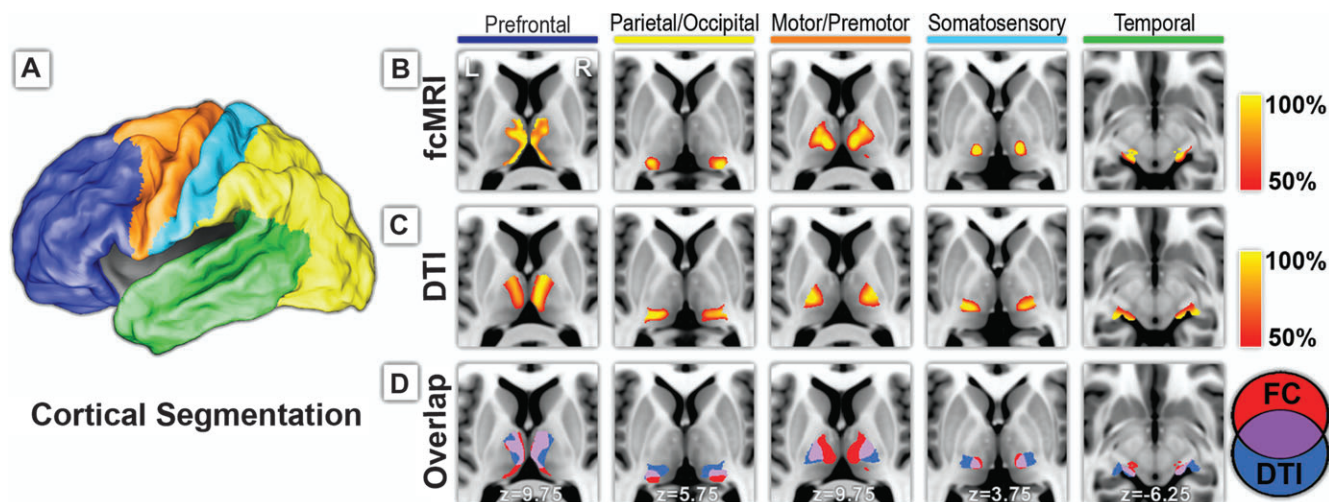 Prefrontal
Parietal/Occipital
Motor/Premotor
Somatosensory
Temporal
A
B
L
R
fcMRI
100%
50%
C
DTI
100%
50%
Cortical Segmentation
D
Overlap
z=9.75
z=5.75
z=9.75
z=3.75
z=-6.25
FC
DTI